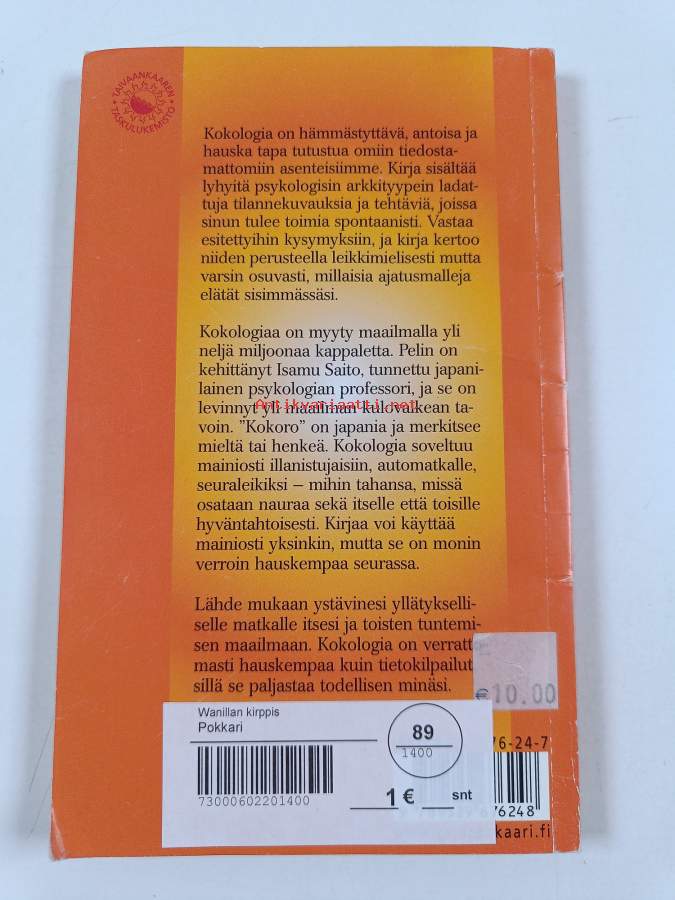 TAIVAANKAAREN
TASKULUKEMISTO
Kokologia on hämmästyttävä, antoisa ja
hauska tapa tutustua omiin tiedosta-
mattomiin asenteisiimme. Kirja sisältää
lyhyitä psykologisin arkkityypein ladat-
tuja tilannekuvauksia ja tehtäviä, joissa
sinun tulee toimia spontaanisti. Vastaa
esitettyihin kysymyksiin, ja kirja kertoo
niiden perusteella leikkimielisesti mutta
varsin osuvasti, millaisia ajatusmalleja
elätät sisimmässäsi.
Kokologiaa on myyty maailmalla yli
neljä miljoonaa kappaletta. Pelin on
kehittänyt Isamu Saito, tunnettu japani-
lainen psykologian professori, ja se on
Antikvariaatti.net
levinnyt yli maailman kulovalkean ta-
voin. ”Kokoro” on japania ja merkitsee
mieltä tai henkeä. Kokologia soveltuu
mainiosti illanistujaisiin, automatkalle,
seuraleikiksi – mihin tahansa, missä
osataan nauraa sekä itselle että toisille
hyväntahtoisesti. Kirjaa voi käyttää
mainiosti yksinkin, mutta se on monin
verroin hauskempaa seurassa.
Lähde mukaan ystävinesi yllätykselli-
selle matkalle itsesi ja toisten tuntemi-
sen maailmaan. Kokologia on verratt
masti hauskempaa kuin tietokilpailut
sillä se paljastaa todellisen minäsi.
€10.00
Wanillan kirppis
Pokkari
89
1400
73000602201400
1 € snt
76-24-7
76248
kaari.fi